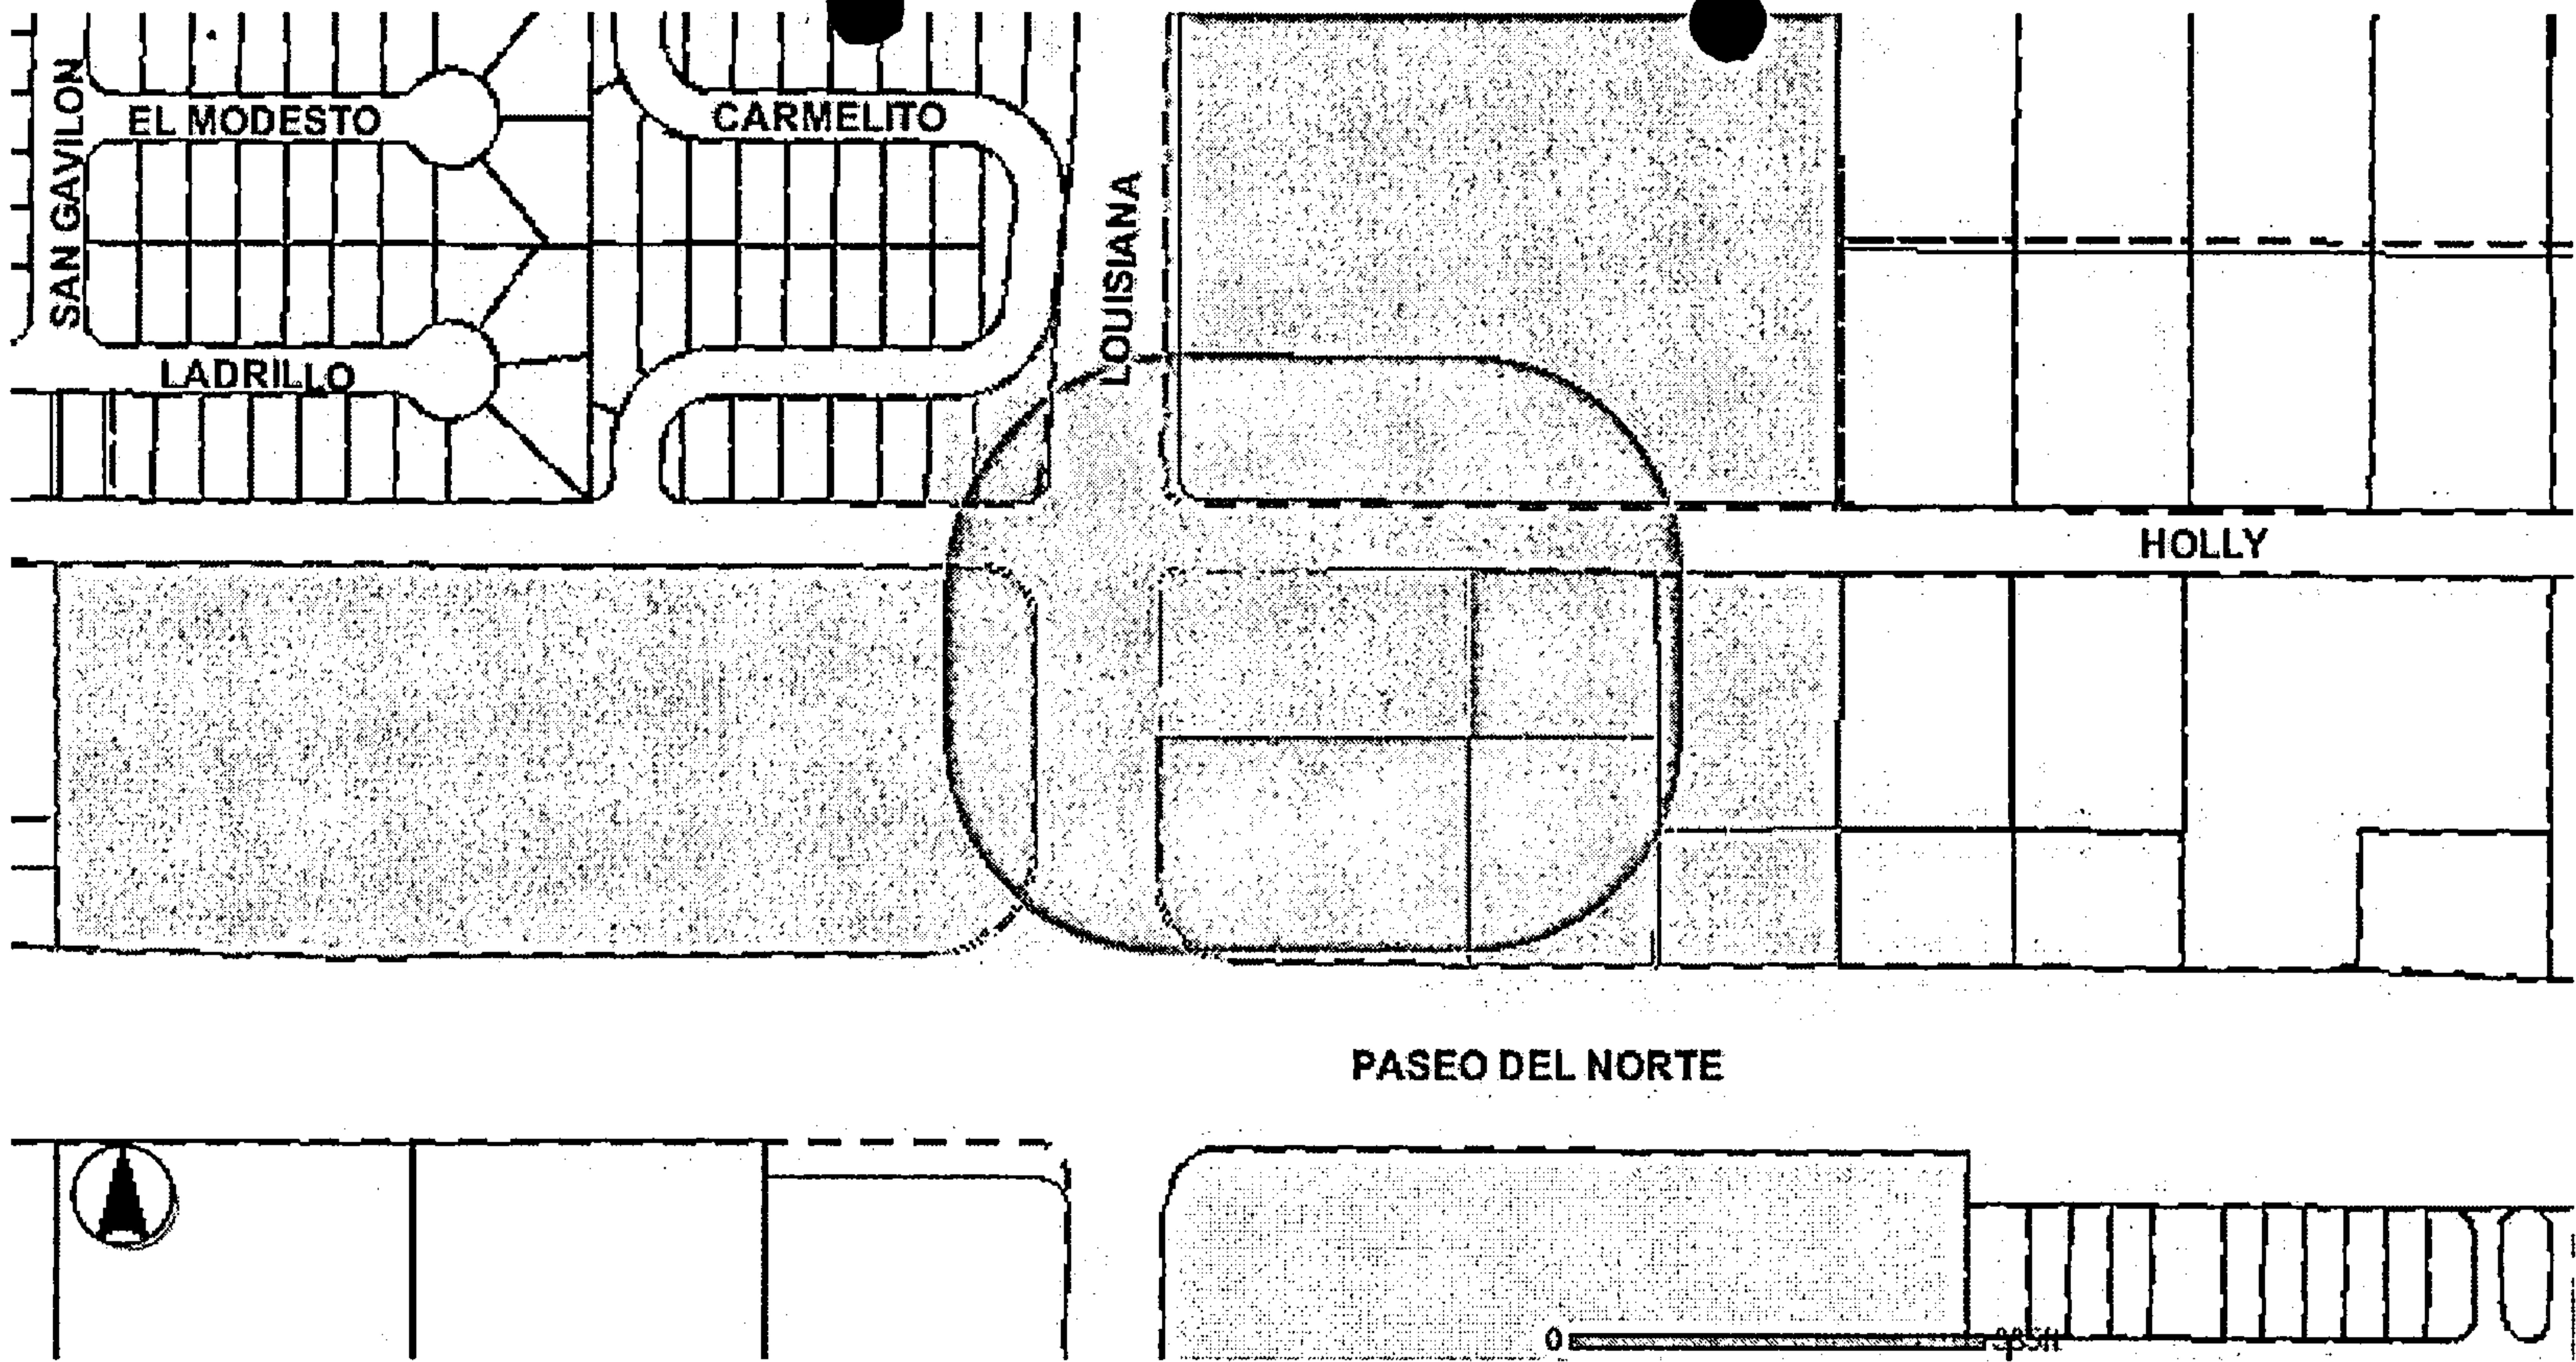 SAN GAVILON
EL MODESTO
CARMELITO
LOUISIANA
LADRILLO
HOLLY
PASEO DEL NORTE
0